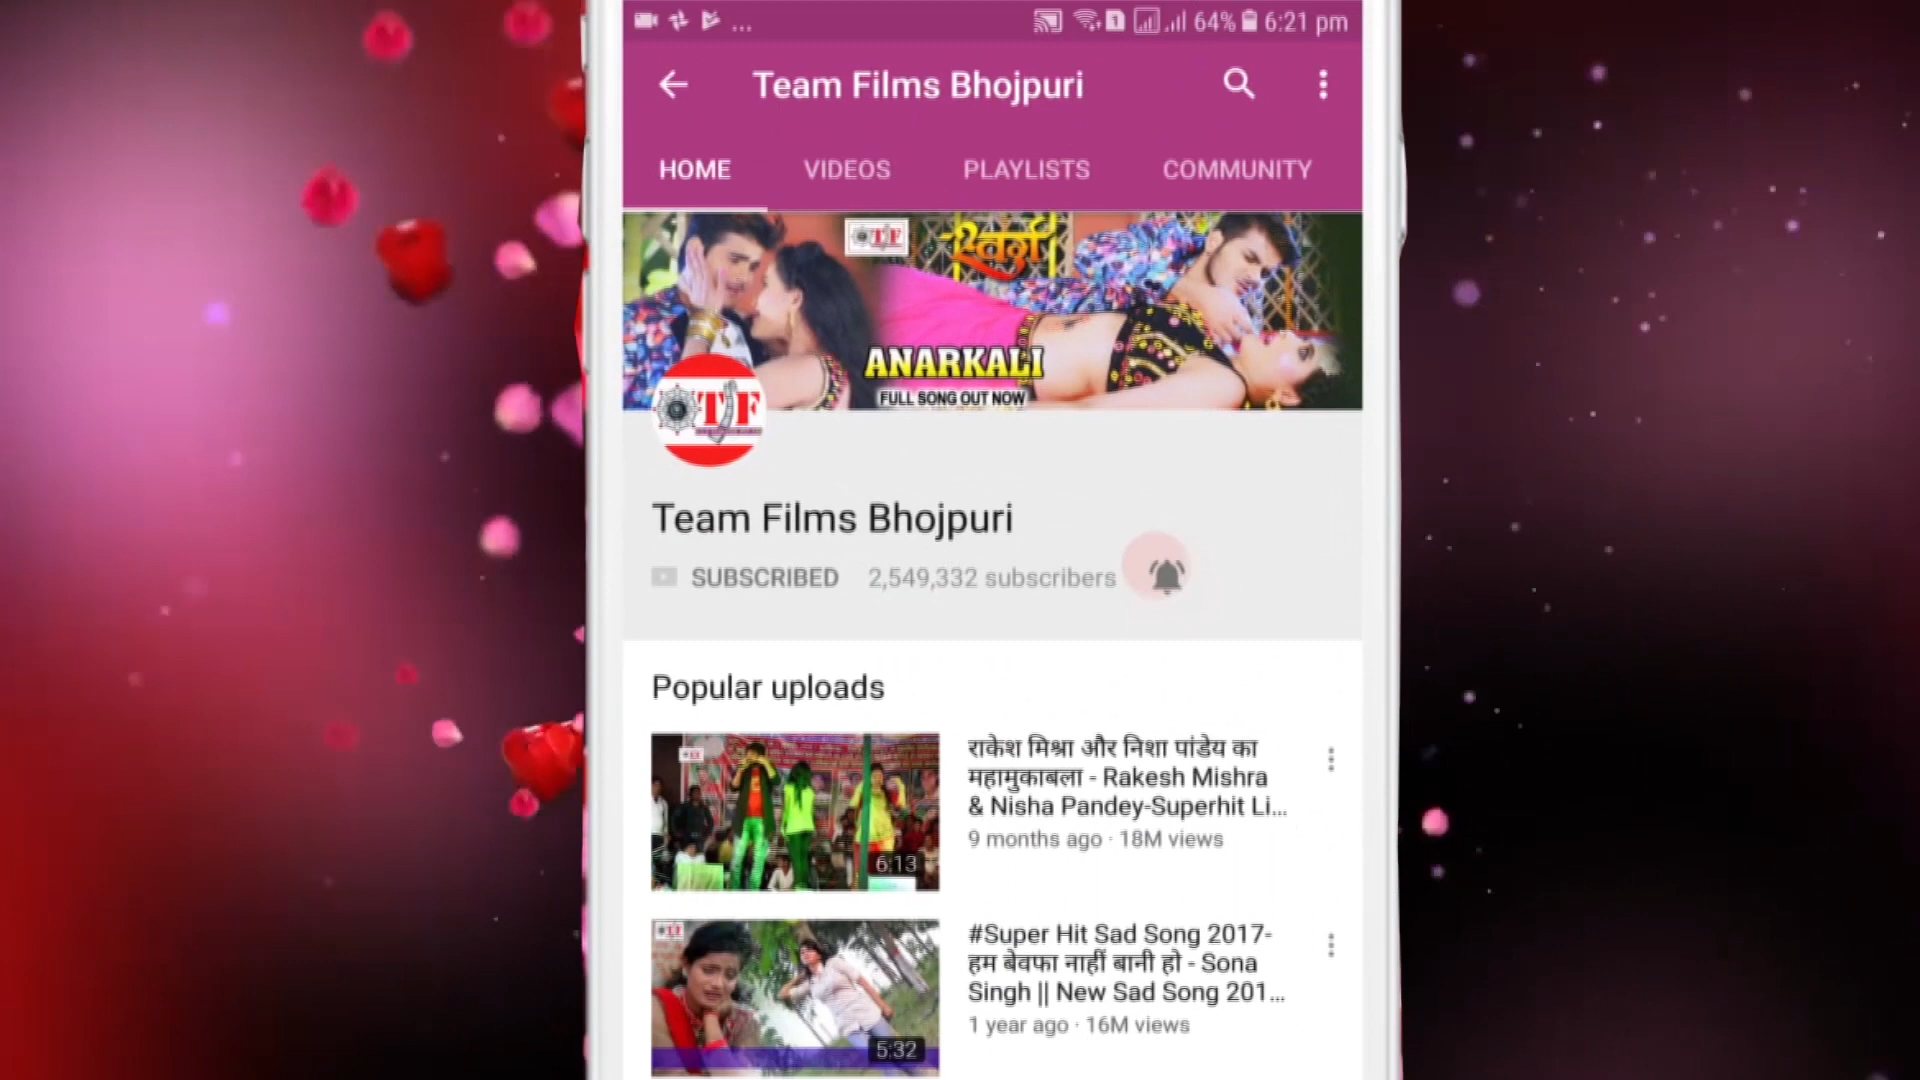 ... 1 64% 6:21 pm
Team Films Bhojpuri
HOME VIDEOS PLAYLISTS COMMUNITY
TF स्वर्ग
ANARKALI
FULL SONG OUT NOW
TF
Team Films Bhojpuri
SUBSCRIBED 2,549,332 subscribers
Popular uploads
राकेश मिश्रा और निशा पांडेय का
महामुकाबला - Rakesh Mishra
& Nisha Pandey-Superhit Li...
9 months ago · 18M views
6:13
#Super Hit Sad Song 2017-
हम बेवफा नाहीं बानी हो - Sona
Singh || New Sad Song 201...
1 year ago · 16M views
5:32